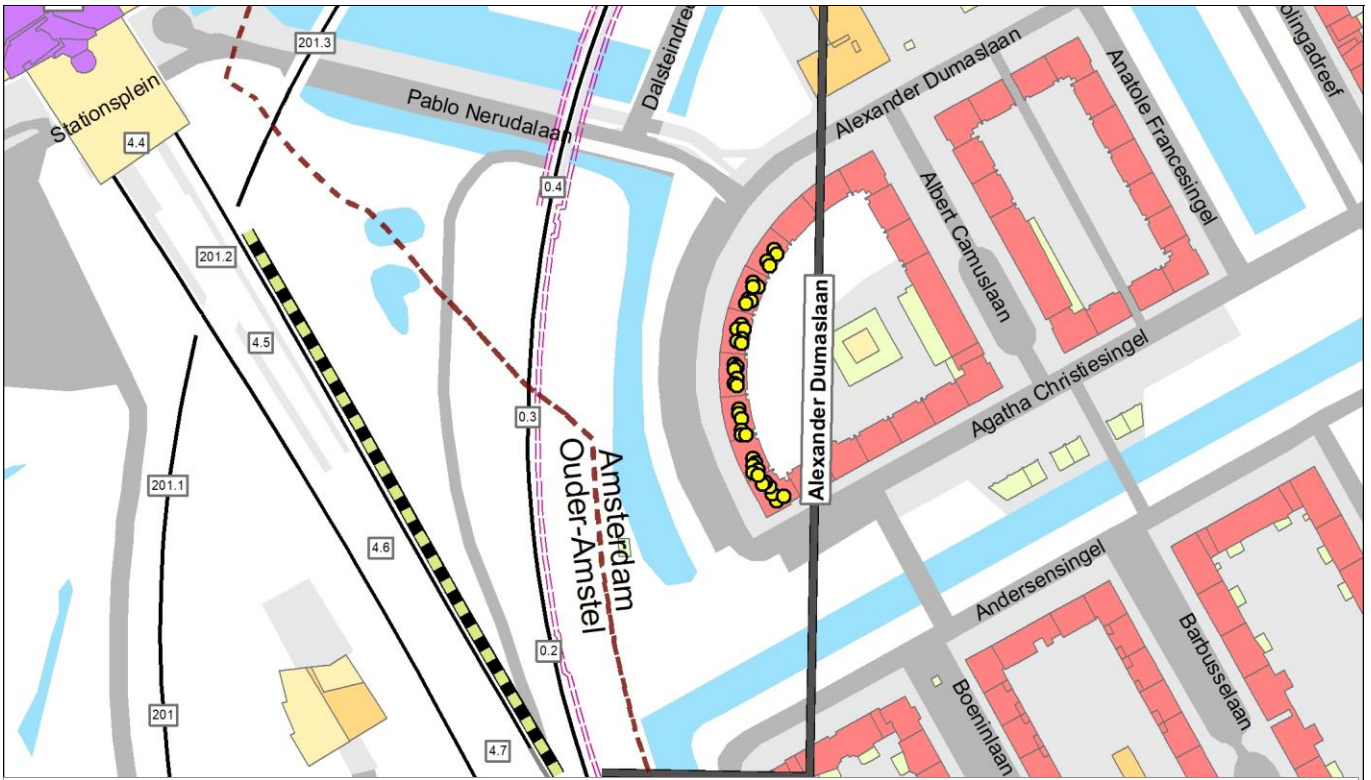 201.3
Stationsplein
4.4
Pablo Nerudalaan
Dalsteindre
Alexander Dumaslaan
Anatole Francesingel
olingadreef
0.4
201.2
Albert Camuslaan
4.5
Alexander Dumaslaan
Agatha Christiesingel
0.3
Amsterdam
Ouder-Amstel
201.1
4.6
Andersensingel
0.2
Barbusselaan
Boeninlaan
201
4.7